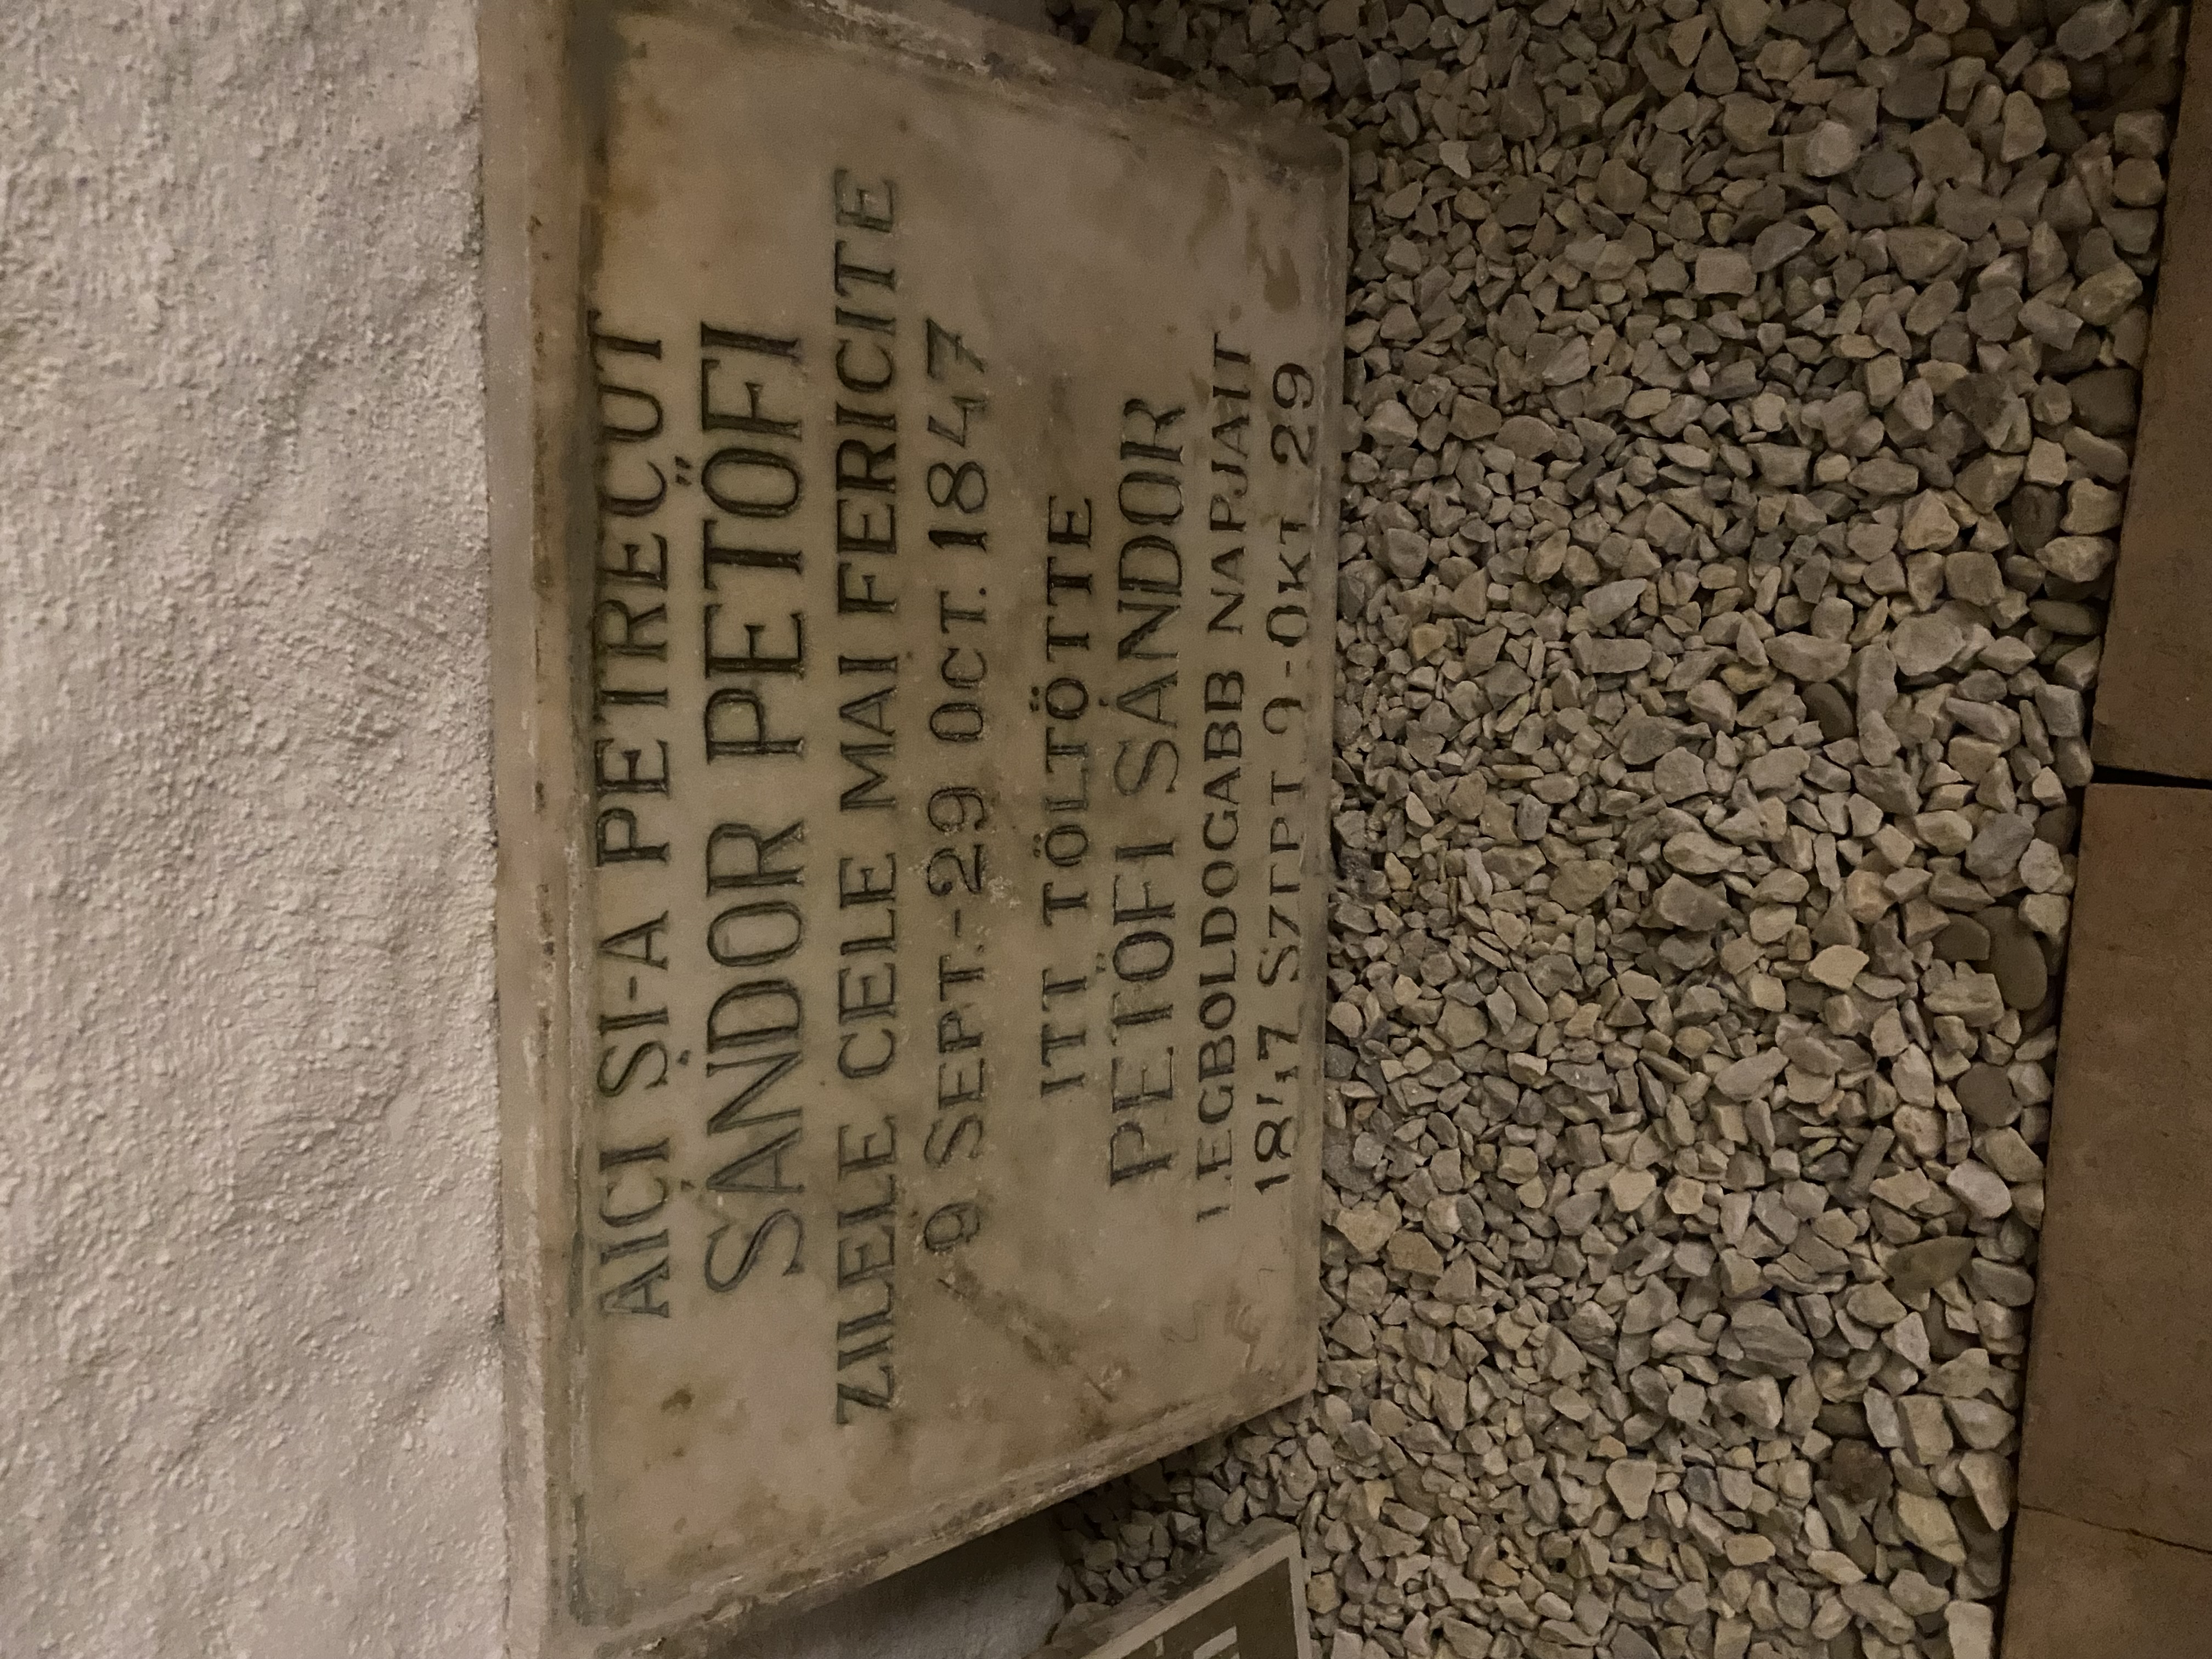 AICI ŞI-A PETRECUT
SÁNDOR PETŐFI
ZILELE CELE MAI FERICITE
9 SEPT.-29 OCT. 1847
ITT TÖLTÖTTE
PETŐFI SÁNDOR
LEGBOLDOGABB NAPJAIT
1847 SZEPT 9-OKT 29